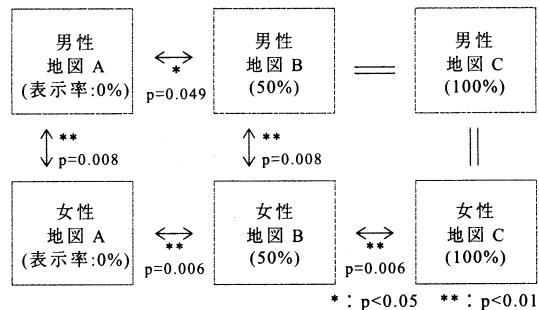 男性
地図 A
(表示率:0%)
*
p=0.049
男性
地図 B
(50%)
男性
地図 C
(100%)
**
p=0.008
**
p=0.008
女性
地図 A
(表示率:0%)
**
p=0.006
女性
地図 B
(50%)
**
p=0.006
女性
地図 C
(100%)
*: p<0.05 **: p<0.01